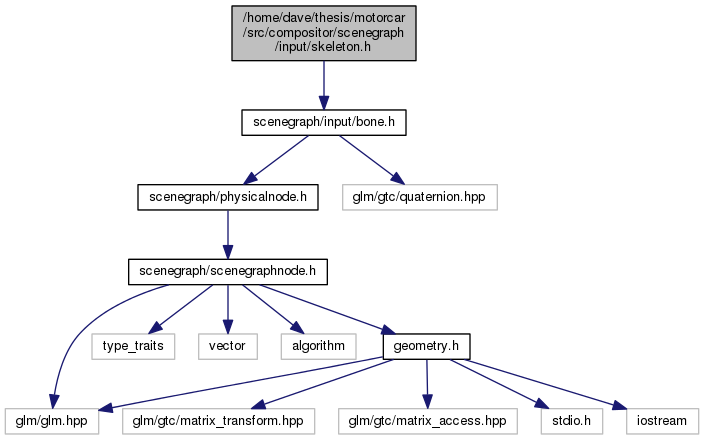 /home/dave/thesis/motorcar
/src/compositor/scenegraph
/input/skeleton.h
scenegraph/input/bone.h
scenegraph/physicalnode.h
glm/gtc/quaternion.hpp
scenegraph/scenegraphnode.h
type_traits
vector
algorithm
geometry.h
glm/glm.hpp
glm/gtc/matrix_transform.hpp
glm/gtc/matrix_access.hpp
stdio.h
iostream